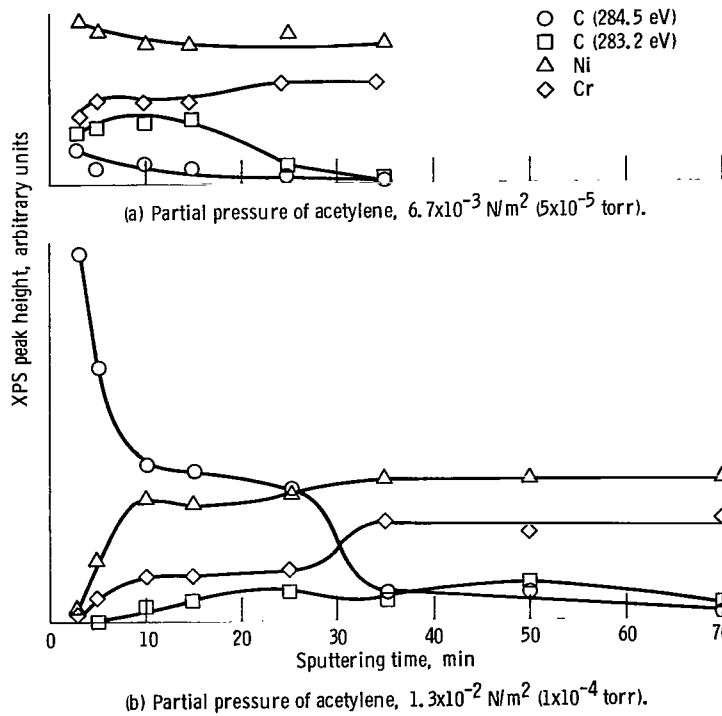 C (284.5 eV)
C (283.2 eV)
Ni
Cr
(a) Partial pressure of acetylene, 6.7x10⁻³ N/m² (5x10⁻⁵ torr).
XPS peak height, arbitrary units
0 10 20 30 40 50 60 70
Sputtering time, min
(b) Partial pressure of acetylene, 1.3x10⁻² N/m² (1x10⁻⁴ torr).